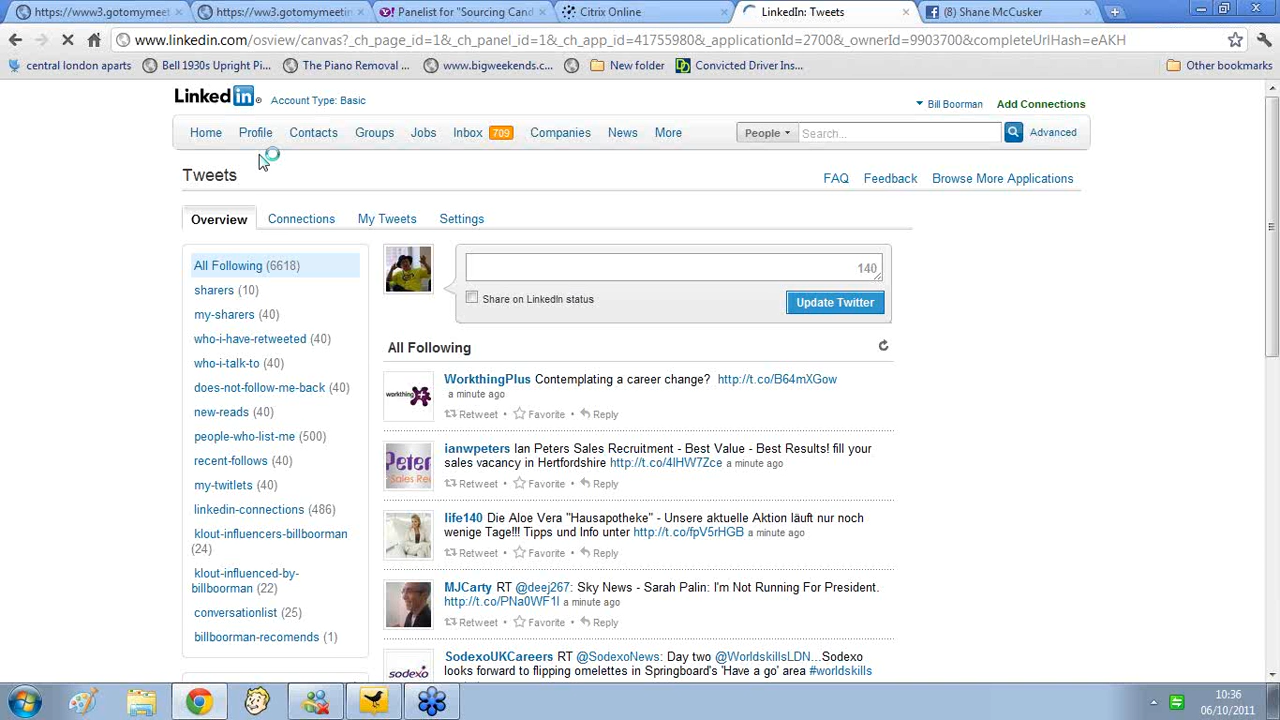 https://www3.gotomymeet
https://ww3.gotomymeetin
Panelist for "Sourcing Cand
Citrix Online
LinkedIn: Tweets
(8) Shane McCusker
www.linkedin.com/osview/canvas?_ch_page_id=1&_ch_panel_id=1&_ch_app_id=41755980&_applicationId=2700&_ownerId=9903700&completeUrlHash=eAKH
central london aparts
Bell 1930s Upright Pi...
The Piano Removal ...
www.bigweekends.c...
New folder
Convicted Driver Ins...
Other bookmarks
Linked in
Account Type: Basic
Bill Boorman
Add Connections
Home Profile Contacts Groups Jobs Inbox 709 Companies News More
People Search... Advanced
Tweets
FAQ Feedback Browse More Applications
Overview Connections My Tweets Settings
All Following (6618)
sharers (10)
my-sharers (40)
who-i-have-retweeted (40)
who-i-talk-to (40)
does-not-follow-me-back (40)
new-reads (40)
people-who-list-me (500)
recent-follows (40)
my-twitlets (40)
linkedin-connections (486)
klout-influencers-billboorman
(24)
klout-influenced-by-
billboorman (22)
conversationlist (25)
billboorman-recomends (1)
140
Share on LinkedIn status
Update Twitter
All Following
workthing
WorkthingPlus Contemplating a career change? http://t.co/B64mXGow
a minute ago
Retweet • Favorite • Reply
Peter
Sales Re
ianwpeters Ian Peters Sales Recruitment - Best Value - Best Results! fill your
sales vacancy in Hertfordshire http://t.co/4lHW7Zce a minute ago
Retweet • Favorite • Reply
life140 Die Aloe Vera "Hausapotheke" - Unsere aktuelle Aktion läuft nur noch
wenige Tage!!! Tipps und Info unter http://t.co/fpV5rHGB a minute ago
Retweet • Favorite • Reply
MJCarty RT @deej267: Sky News - Sarah Palin: I'm Not Running For President.
http://t.co/PNa0WF1I a minute ago
Retweet • Favorite • Reply
sodexo
SodexoUKCareers RT @SodexoNews: Day two @WorldskillsLDN...Sodexo
looks forward to flipping omelettes in Springboard's 'Have a go' area #worldskills
10:36
06/10/2011